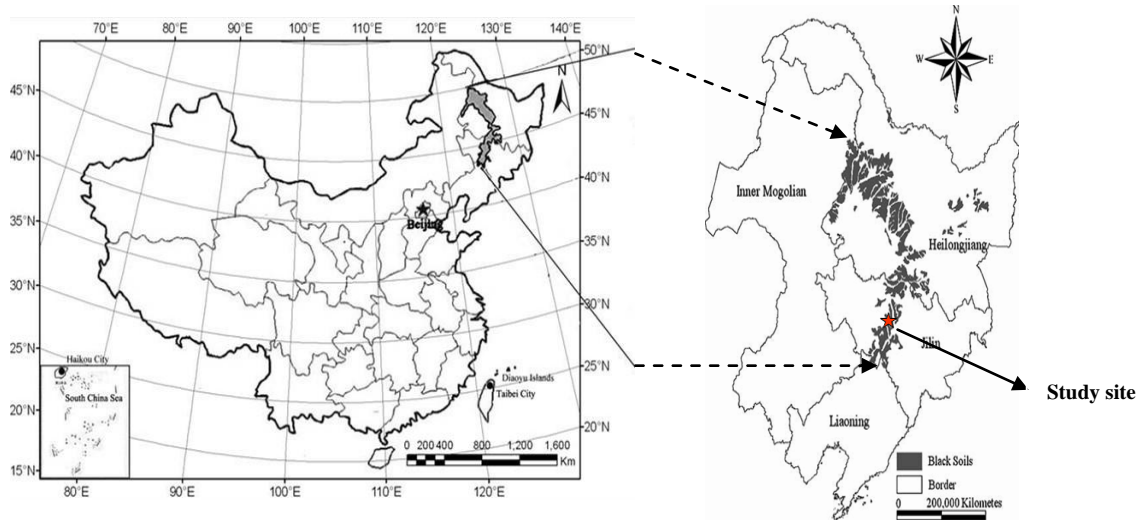 70°E 80°E 90°E 100°E 110°E 120°E 130°E 140°E
50°N
45°N
40°N
35°N
30°N
25°N
20°N
15°N
45°N
40°N
35°N
30°N
25°N
20°N
N
Beijing
Haikou City
South China Sea
Diaoyu Islands
Taibei City
0 200 400 800 1,200 1,600
Km
80°E 90°E 100°E 110°E 120°E
N
W E
S
Inner Mogolian
Heilongjiang
Jilin
Study site
Liaoning
Black Soils
Border
0 200,000 Kilometes